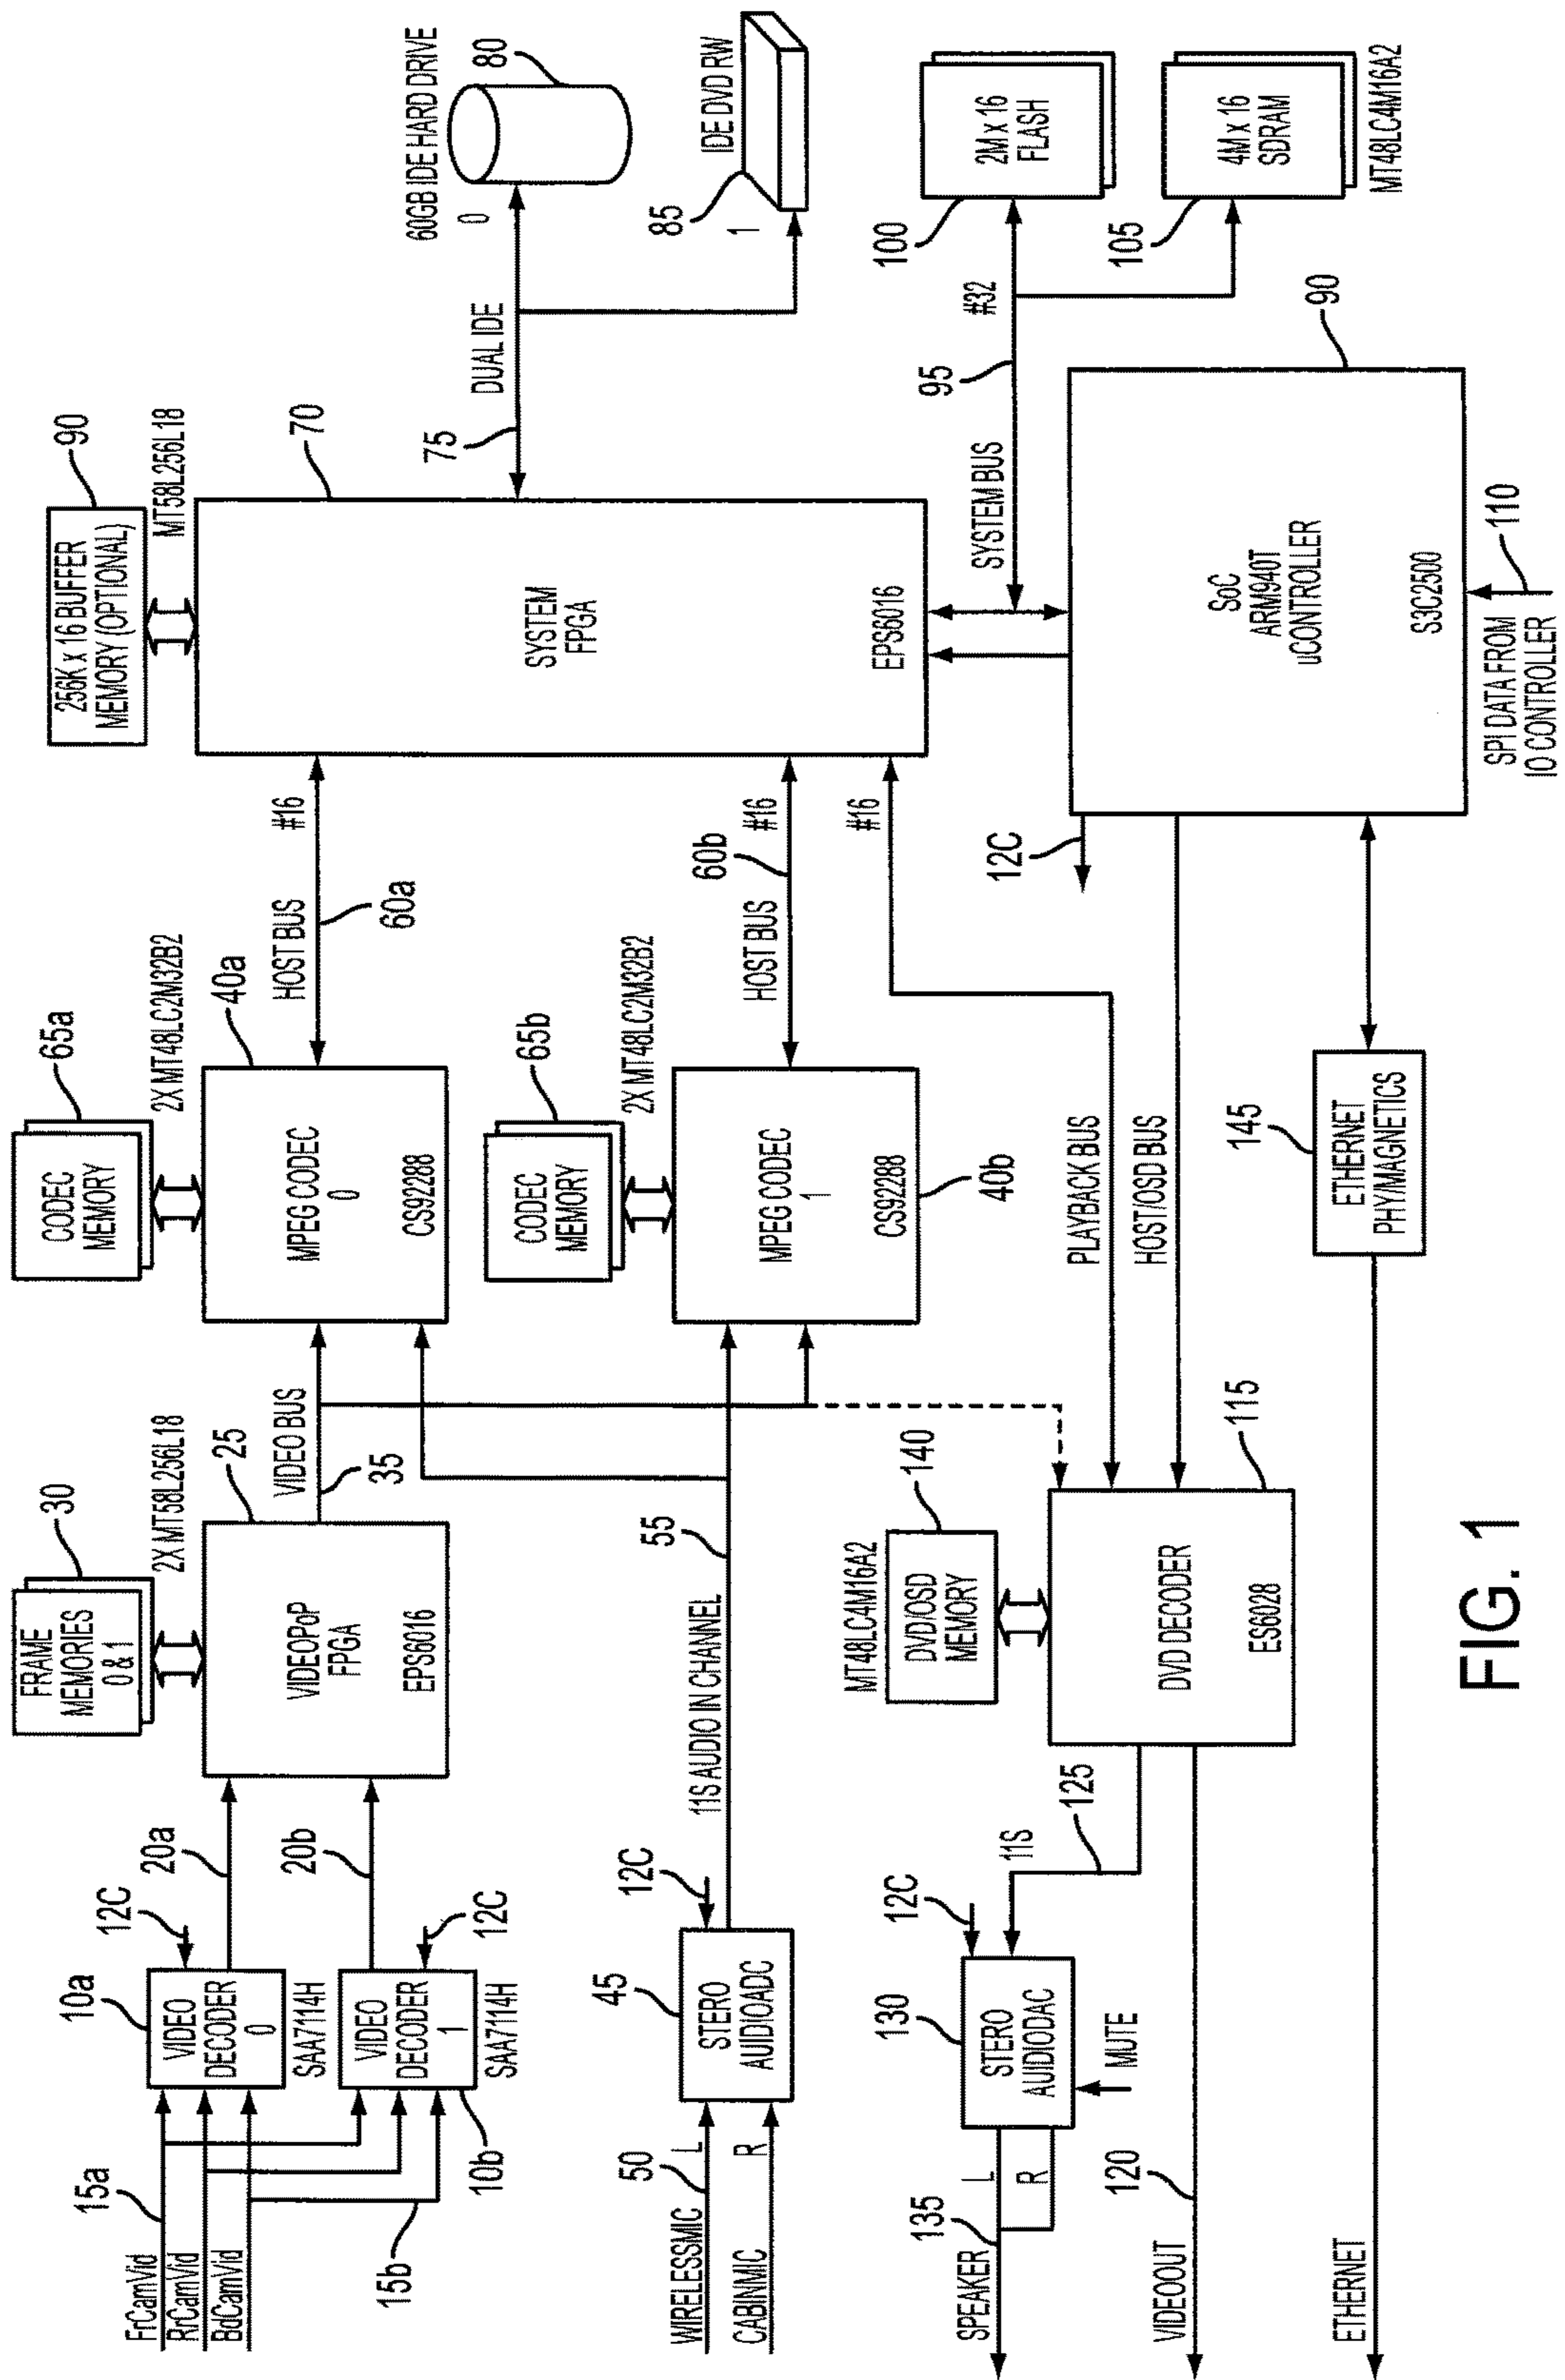 FrCamVid
RrCamVid
BdCamVid
15a
15b
10a
VIDEO
DECODER
0
SAA7114H
12C
20a
10b
VIDEO
DECODER
1
SAA7114H
12C
20b
30
FRAME
MEMORIES
0 & 1
2X MT58L256L18
25
VIDEOPoP
FPGA
EPS6016
VIDEO BUS
35
65a
CODEC
MEMORY
2X MT48LC2M32B2
40a
MPEG CODEC
0
CS92288
HOST BUS
60a
#16
65b
CODEC
MEMORY
2X MT48LC2M32B2
MPEG CODEC
1
CS92288
40b
HOST BUS
60b
#16
#16
90
256K x 16 BUFFER
MEMORY (OPTIONAL)
MT58L256L18
70
SYSTEM
FPGA
EPS6016
75
DUAL IDE
60GB IDE HARD DRIVE
0
80
IDE DVD RW
85
1
WIRELESSMIC
50
L
CABINMIC
R
45
STERO
AUIDIOADC
12C
11S AUDIO IN CHANNEL
55
SYSTEM BUS
95
#32
100
2M x 16
FLASH
105
4M x 16
SDRAM
MT48LC4M16A2
90
SoC
ARM940T
uCONTROLLER
S3C2500
12C
SPI DATA FROM
IO CONTROLLER
110
PLAYBACK BUS
HOST/OSD BUS
MT48LC4M16A2
140
DVD/OSD
MEMORY
115
DVD DECODER
ES6028
SPEAKER
135
L
R
130
STERO
AUIDIODAC
12C
11S
125
MUTE
VIDEOOUT
120
145
ETHERNET
PHY/MAGNETICS
ETHERNET
FIG. 1